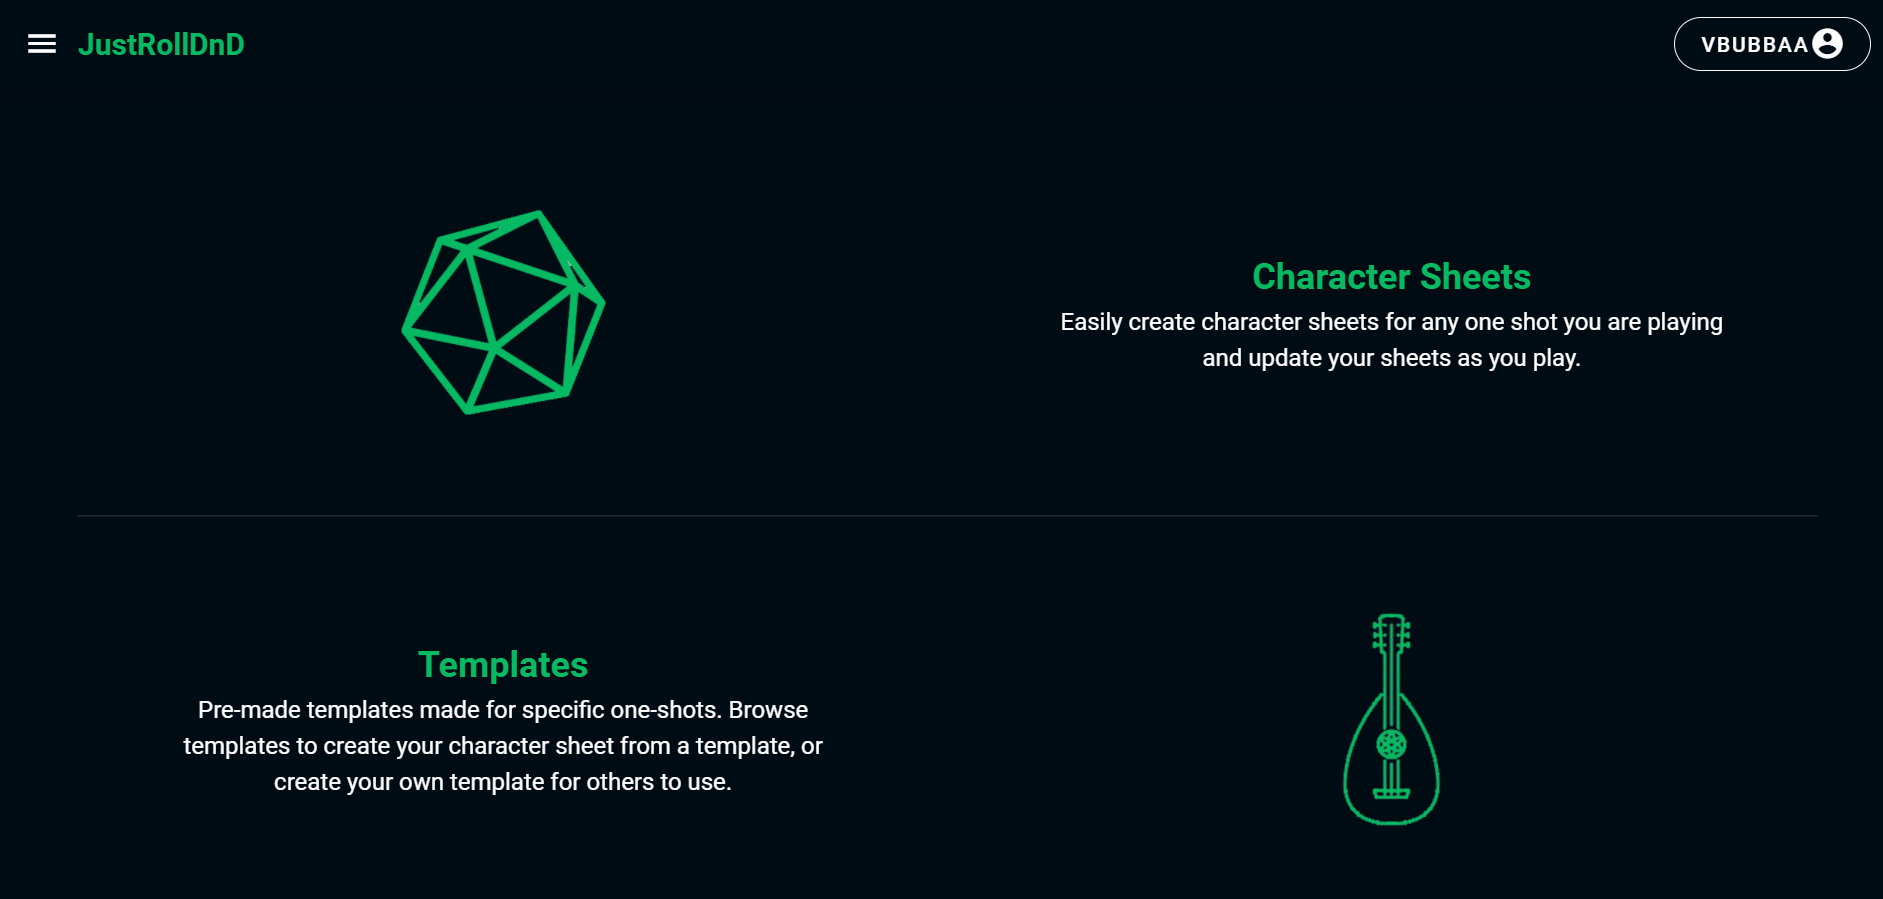 JustRollDnD
VBUBBAA
Character Sheets
Easily create character sheets for any one shot you are playing
and update your sheets as you play.
Templates
Pre-made templates made for specific one-shots. Browse
templates to create your character sheet from a template, or
create your own template for others to use.